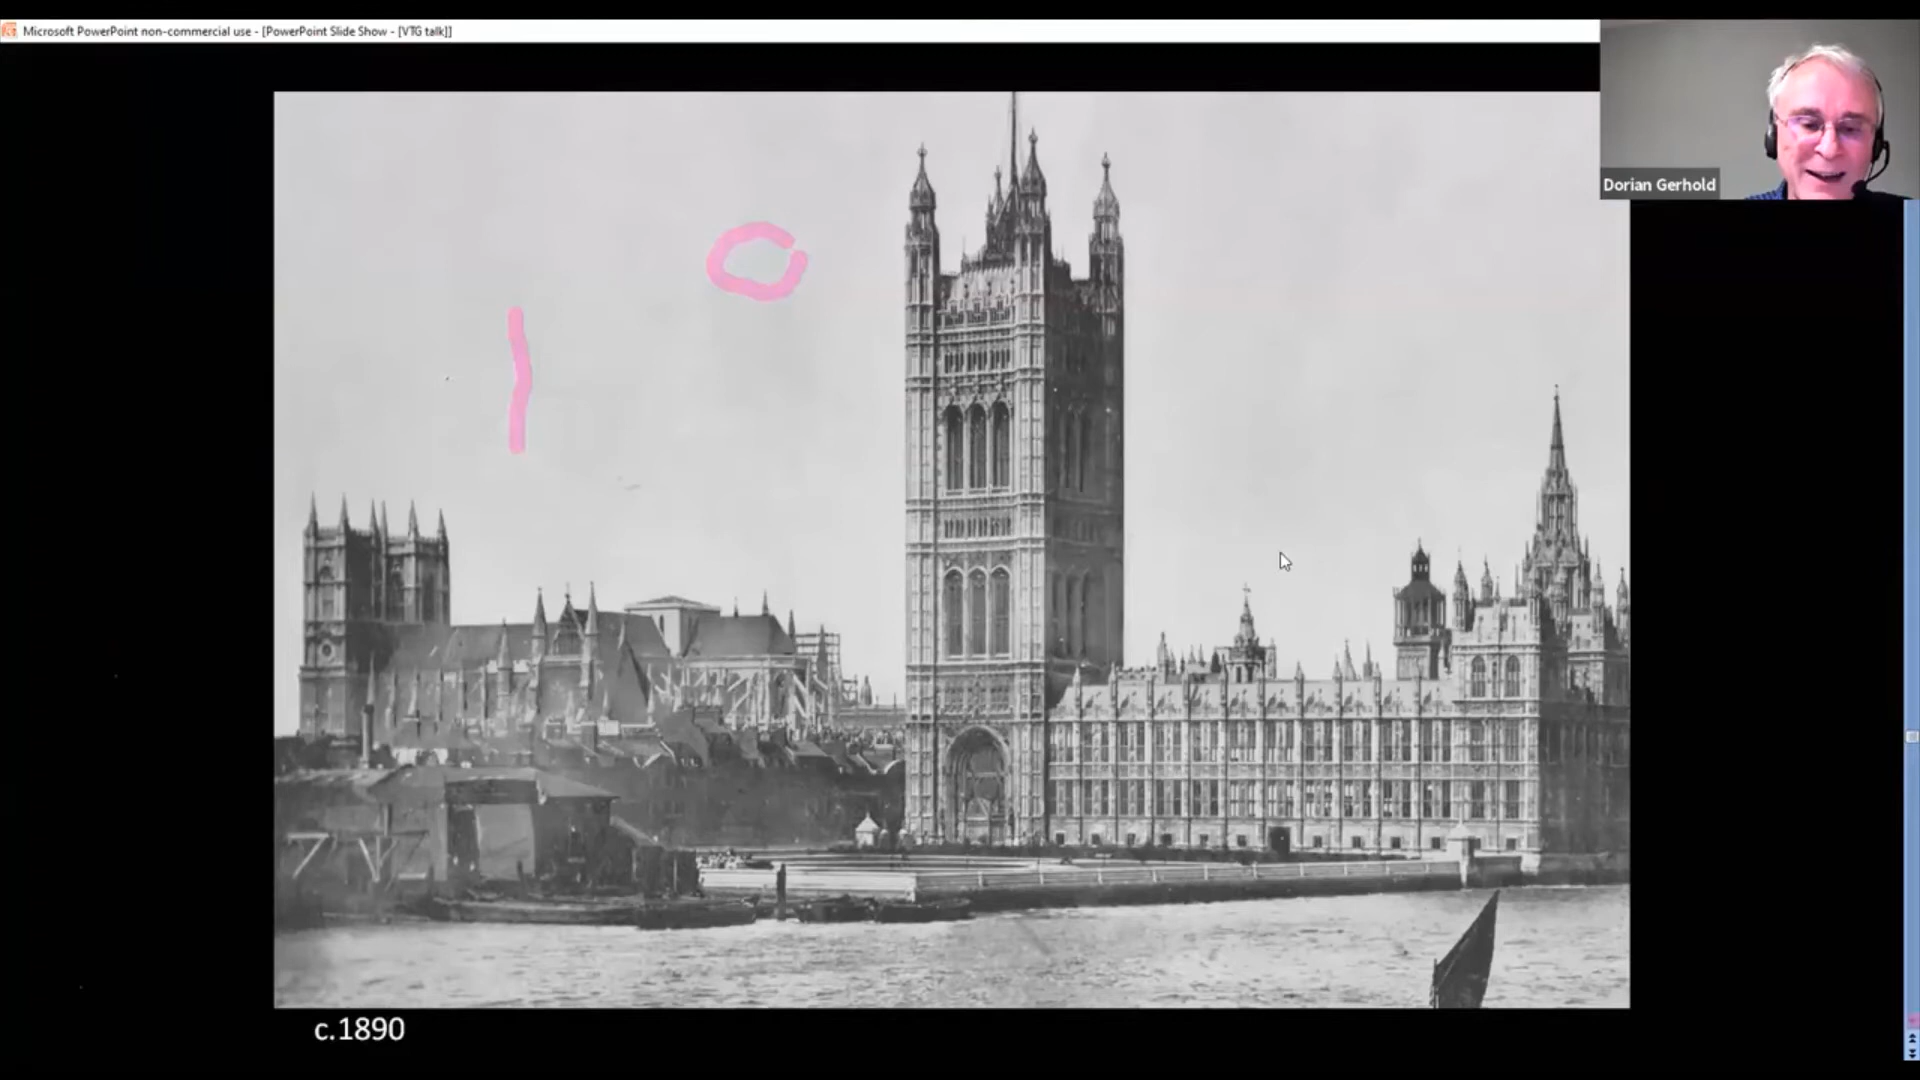 Microsoft PowerPoint non-commercial use - [PowerPoint Slide Show - [VTG talk]]
Dorian Gerhold
c.1890